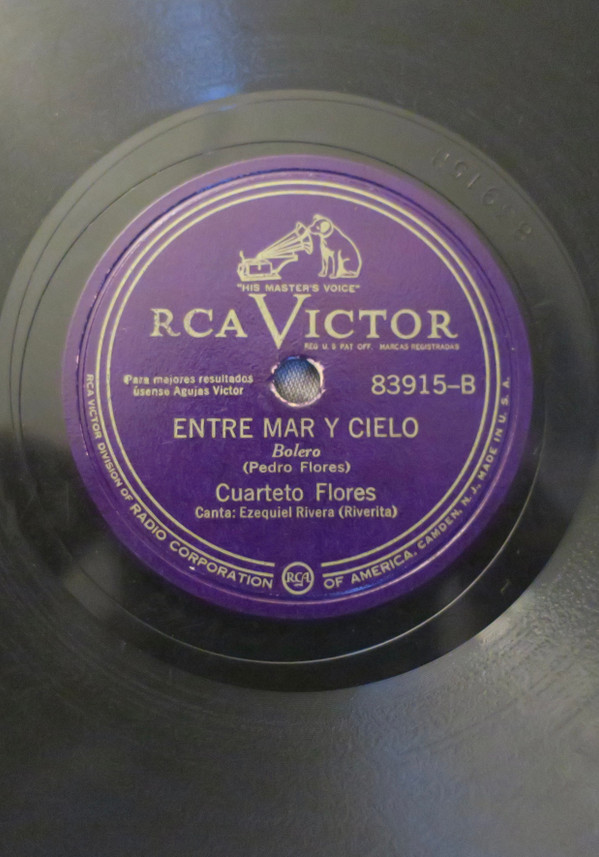 "HIS MASTER'S VOICE"
RCA VICTOR
REG U. S PAT OFF. MARCAS REGISTRADAS
Para mejores resultados
úsense Agujas Victor
83915-B
ENTRE MAR Y CIELO
Bolero
(Pedro Flores)
Cuarteto Flores
Canta: Ezequiel Rivera (Riverita)
RCA VICTOR DIVISION OF RADIO CORPORATION RCA OF AMERICA, CAMDEN, N.J., MADE IN U. S. A.